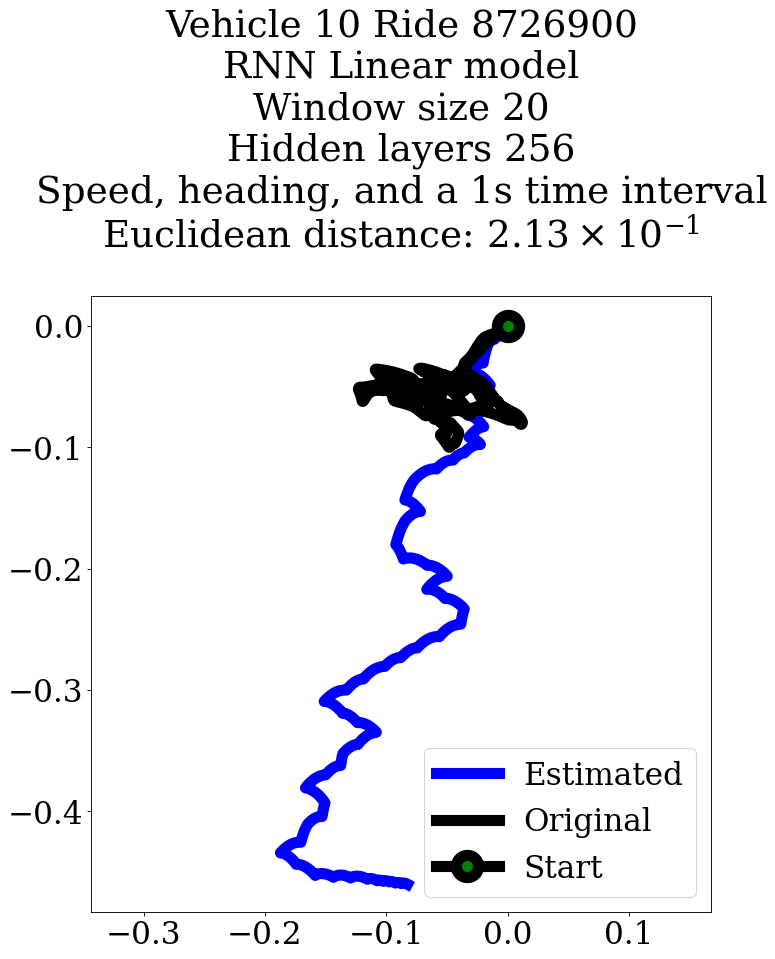 Vehicle 10 Ride 8726900
RNN Linear model
Window size 20
Hidden layers 256
Speed, heading, and a 1s time interval
Euclidean distance: 2.13 × 10⁻¹
0.0
−0.1
−0.2
−0.3
−0.4
Estimated
Original
Start
−0.3 −0.2 −0.1 0.0 0.1